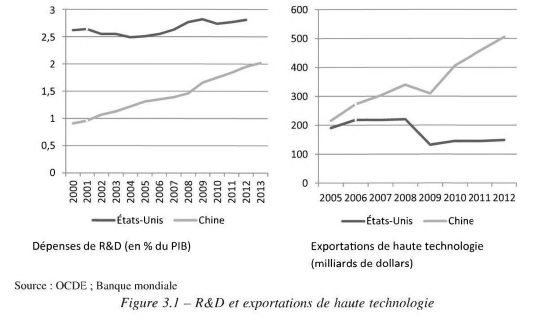 3
2,5
2
1,5
1
0,5
0
2000 2001 2002 2003 2004 2005 2006 2007 2008 2009 2010 2011 2012 2013
États-Unis Chine
Dépenses de R&D (en % du PIB)
600
500
400
300
200
100
0
2005 2006 2007 2008 2009 2010 2011 2012
États-Unis Chine
Exportations de haute technologie
(milliards de dollars)
Source : OCDE ; Banque mondiale
Figure 3.1 – R&D et exportations de haute technologie